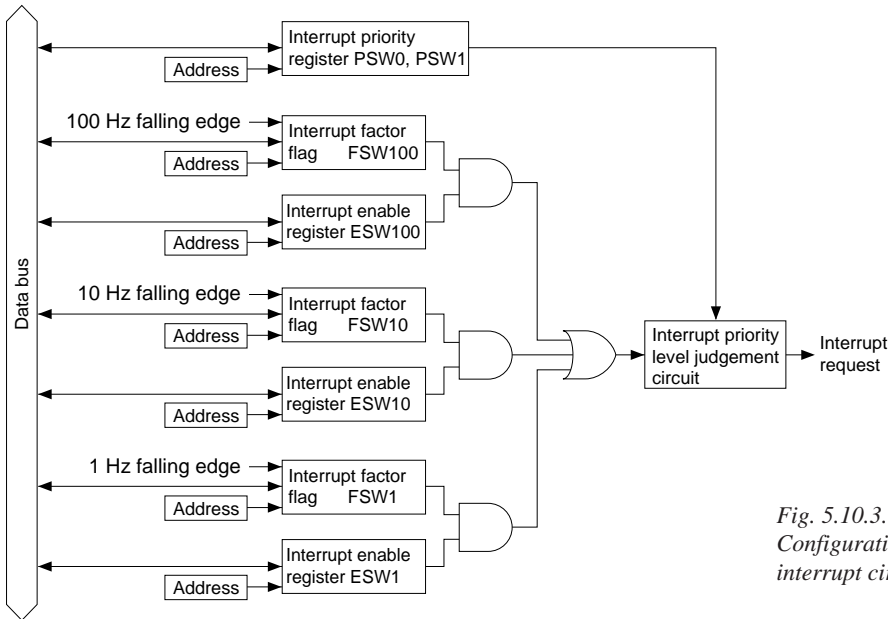 Data bus
Interrupt priority
register PSW0, PSW1
Address
100 Hz falling edge
Interrupt factor
flag FSW100
Address
Interrupt enable
register ESW100
Address
10 Hz falling edge
Interrupt factor
flag FSW10
Address
Interrupt enable
register ESW10
Address
1 Hz falling edge
Interrupt factor
flag FSW1
Address
Interrupt enable
register ESW1
Address
Interrupt priority
level judgement
circuit
Interrupt
request
Fig. 5.10.3.
Configurati
interrupt ci